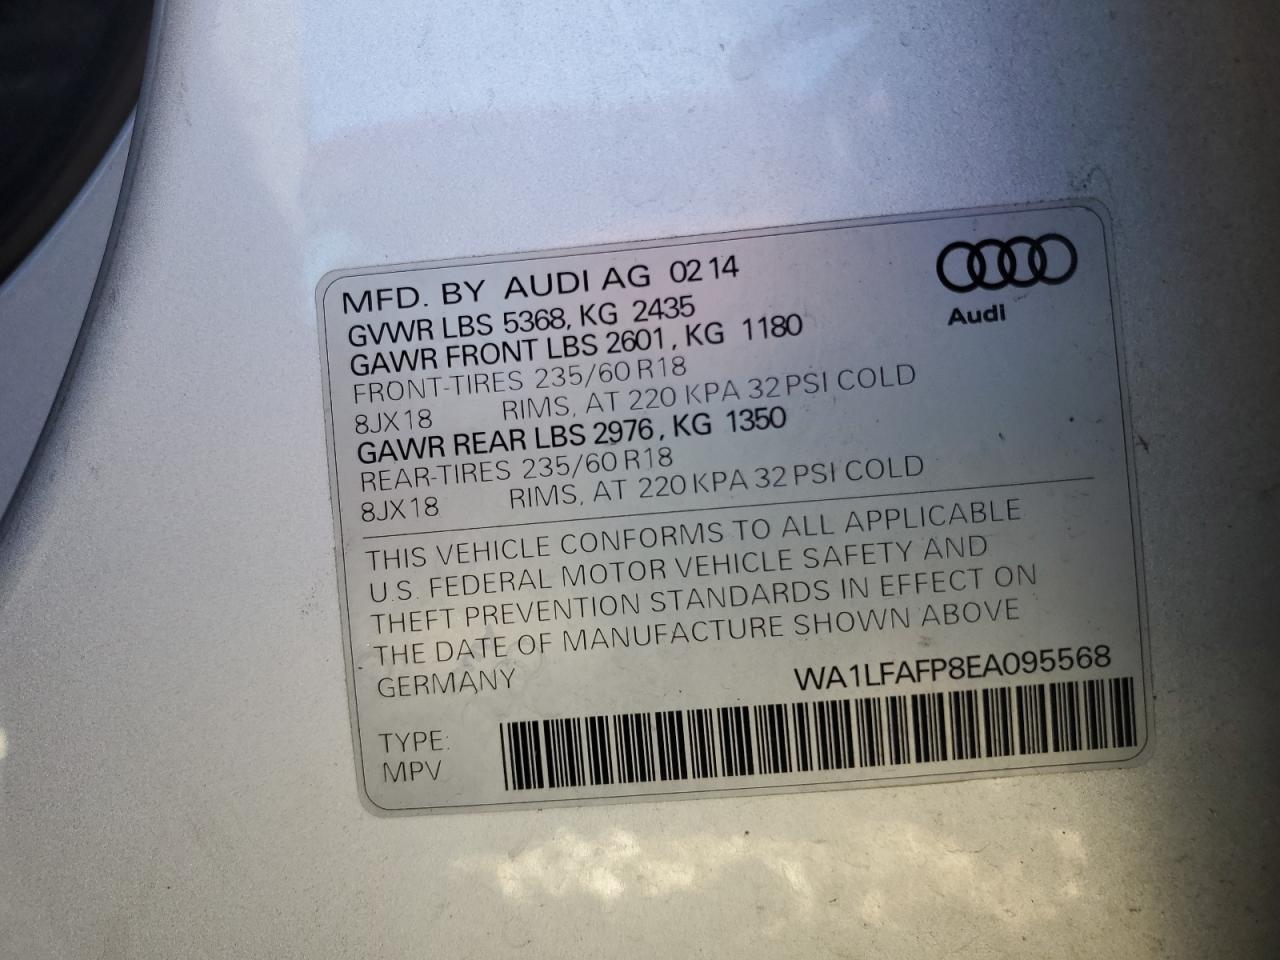 MFD. BY AUDI AG 02 14
GVWR LBS 5368, KG 2435
GAWR FRONT LBS 2601, KG 1180
FRONT-TIRES 235/60 R18
8JX18 RIMS, AT 220 KPA 32 PSI COLD
GAWR REAR LBS 2976, KG 1350
REAR-TIRES 235/60 R18
8JX18 RIMS, AT 220 KPA 32 PSI COLD
Audi
THIS VEHICLE CONFORMS TO ALL APPLICABLE
U.S. FEDERAL MOTOR VEHICLE SAFETY AND
THEFT PREVENTION STANDARDS IN EFFECT ON
THE DATE OF MANUFACTURE SHOWN ABOVE
GERMANY WA1LFAFP8EA095568
TYPE:
MPV